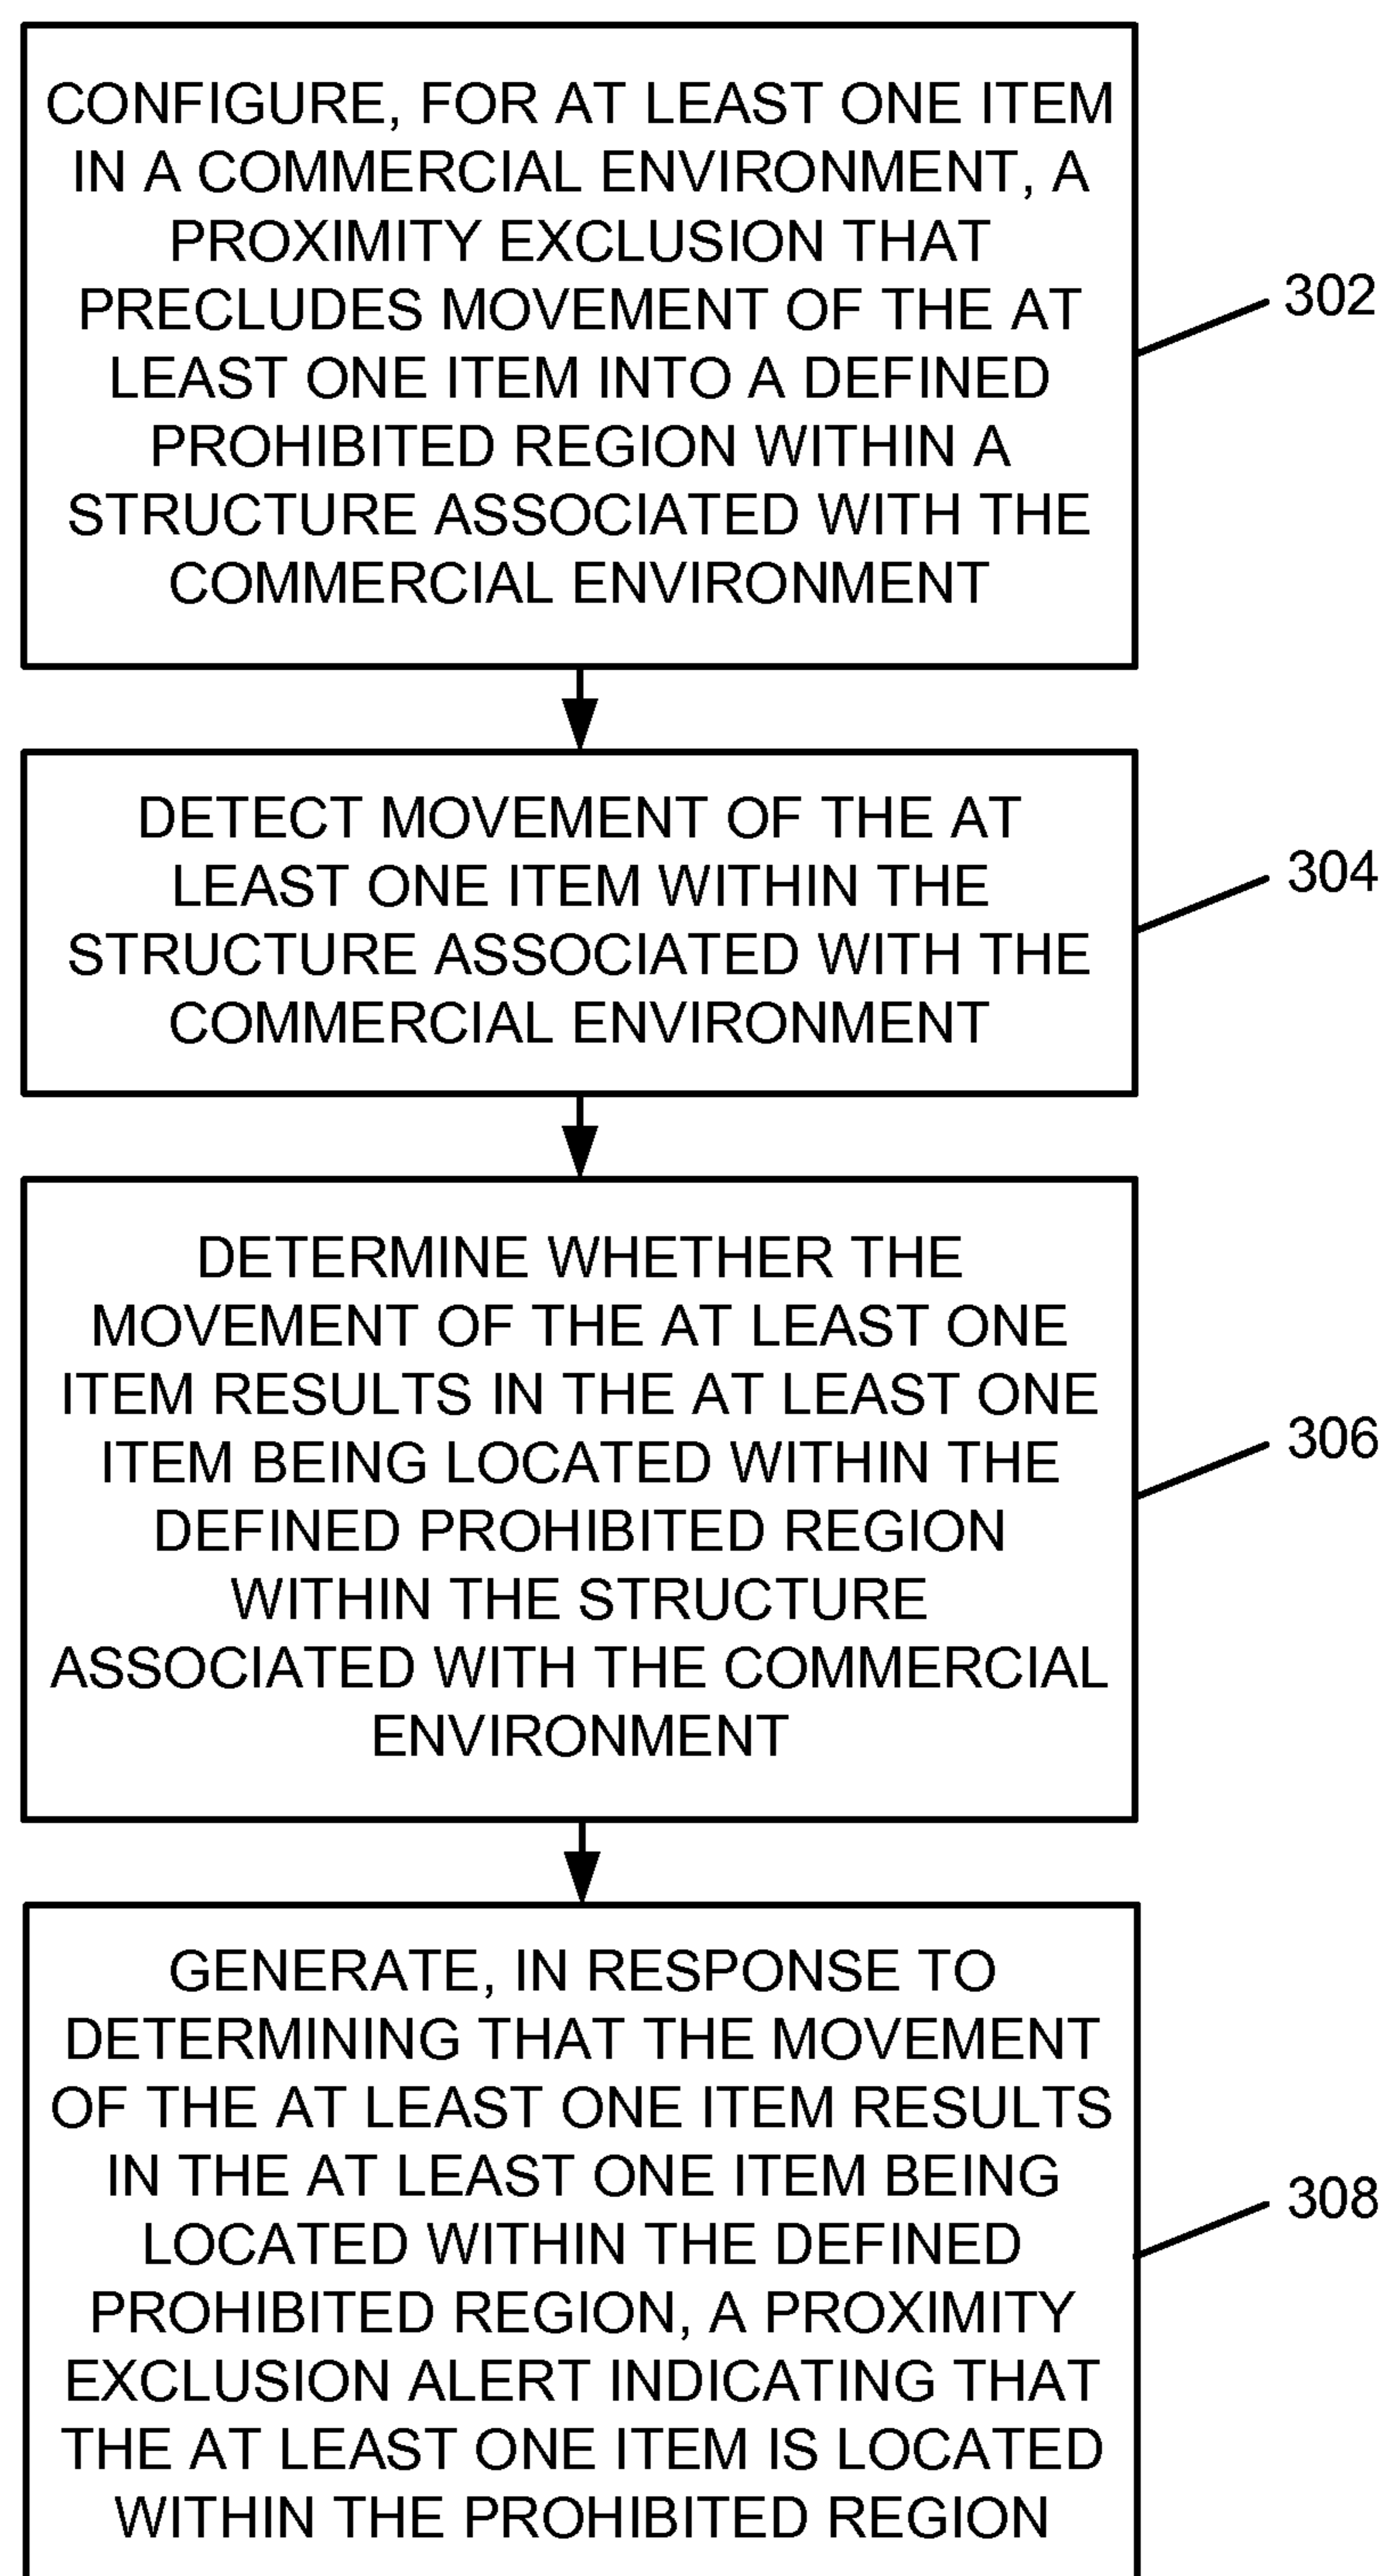 CONFIGURE, FOR AT LEAST ONE ITEM
IN A COMMERCIAL ENVIRONMENT, A
PROXIMITY EXCLUSION THAT
PRECLUDES MOVEMENT OF THE AT
LEAST ONE ITEM INTO A DEFINED
PROHIBITED REGION WITHIN A
STRUCTURE ASSOCIATED WITH THE
COMMERCIAL ENVIRONMENT
302
DETECT MOVEMENT OF THE AT
LEAST ONE ITEM WITHIN THE
STRUCTURE ASSOCIATED WITH THE
COMMERCIAL ENVIRONMENT
304
DETERMINE WHETHER THE
MOVEMENT OF THE AT LEAST ONE
ITEM RESULTS IN THE AT LEAST ONE
ITEM BEING LOCATED WITHIN THE
DEFINED PROHIBITED REGION
WITHIN THE STRUCTURE
ASSOCIATED WITH THE COMMERCIAL
ENVIRONMENT
306
GENERATE, IN RESPONSE TO
DETERMINING THAT THE MOVEMENT
OF THE AT LEAST ONE ITEM RESULTS
IN THE AT LEAST ONE ITEM BEING
LOCATED WITHIN THE DEFINED
PROHIBITED REGION, A PROXIMITY
EXCLUSION ALERT INDICATING THAT
THE AT LEAST ONE ITEM IS LOCATED
WITHIN THE PROHIBITED REGION
308